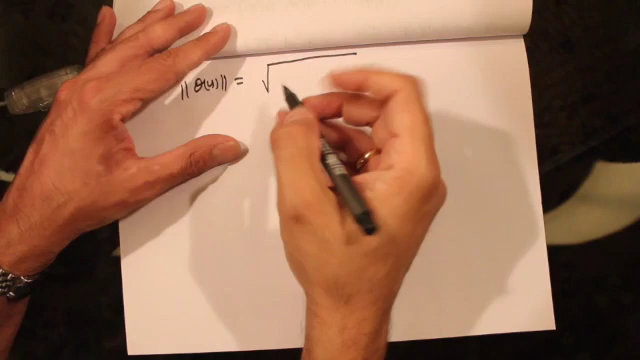 || θ(u) || = √